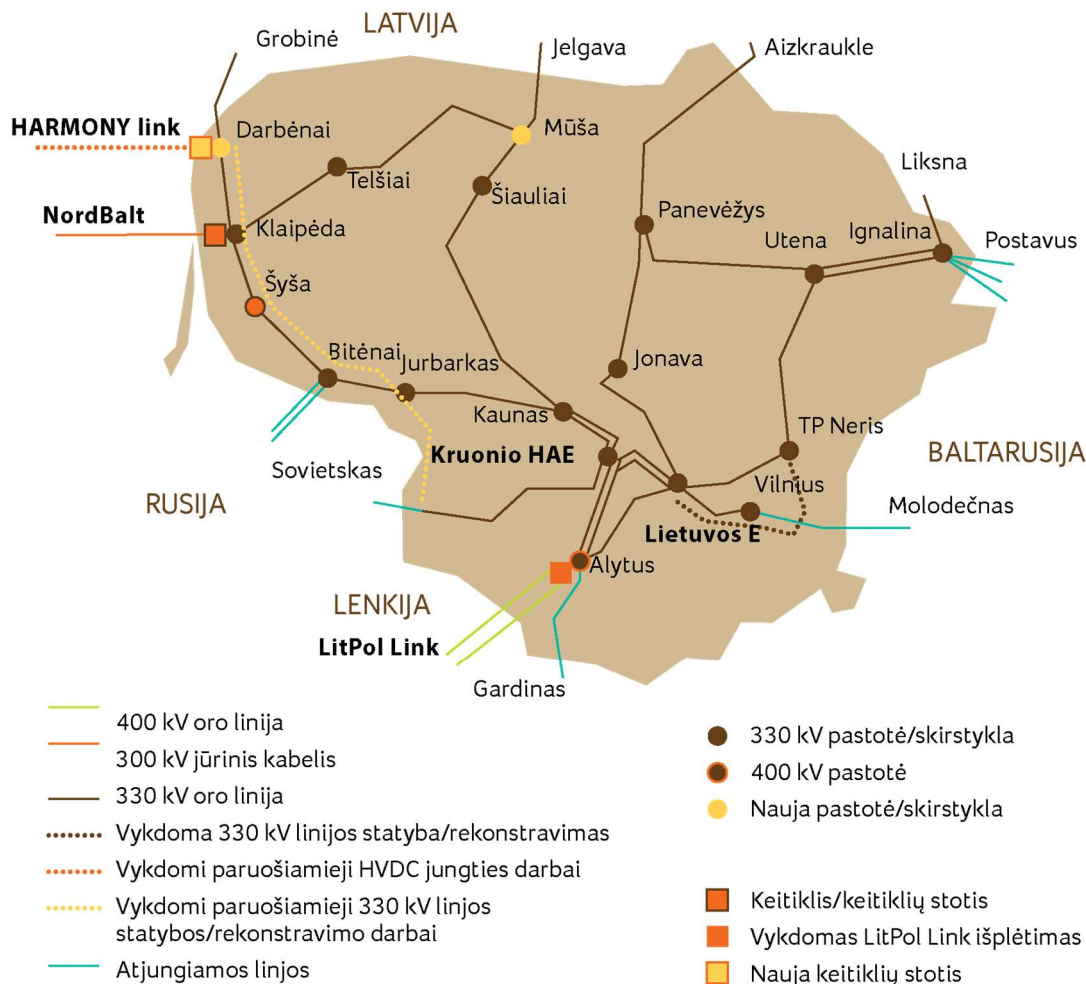 LATVIJA
Grobinė
Jelgava
Aizkraukle
HARMONY link
Darbėnai
Mūša
Liksna
Telšiai
Šiauliai
Panevėžys
NordBalt
Klaipėda
Utena
Ignalina
Postavus
Šyša
Bitėnai
Jurbarkas
Jonava
Kaunas
TP Neris
Kruonio HAE
BALTARUSIJA
Sovietskas
RUSIJA
Vilnius
Molodečnas
Lietuvos E
Alytus
LENKIJA
LitPol Link
Gardinas
400 kV oro linija
300 kV jūrinis kabelis
330 kV oro linija
Vykdoma 330 kV linijos statyba/rekonstravimas
Vykdomi paruošiamieji HVDC jungties darbai
Vykdomi paruošiamieji 330 kV linjos
statybos/rekonstravimo darbai
Atjungiamos linjos
330 kV pastotė/skirstykla
400 kV pastotė
Nauja pastotė/skirstykla
Keitiklis/keitiklių stotis
Vykdomas LitPol Link išplėtimas
Nauja keitiklių stotis